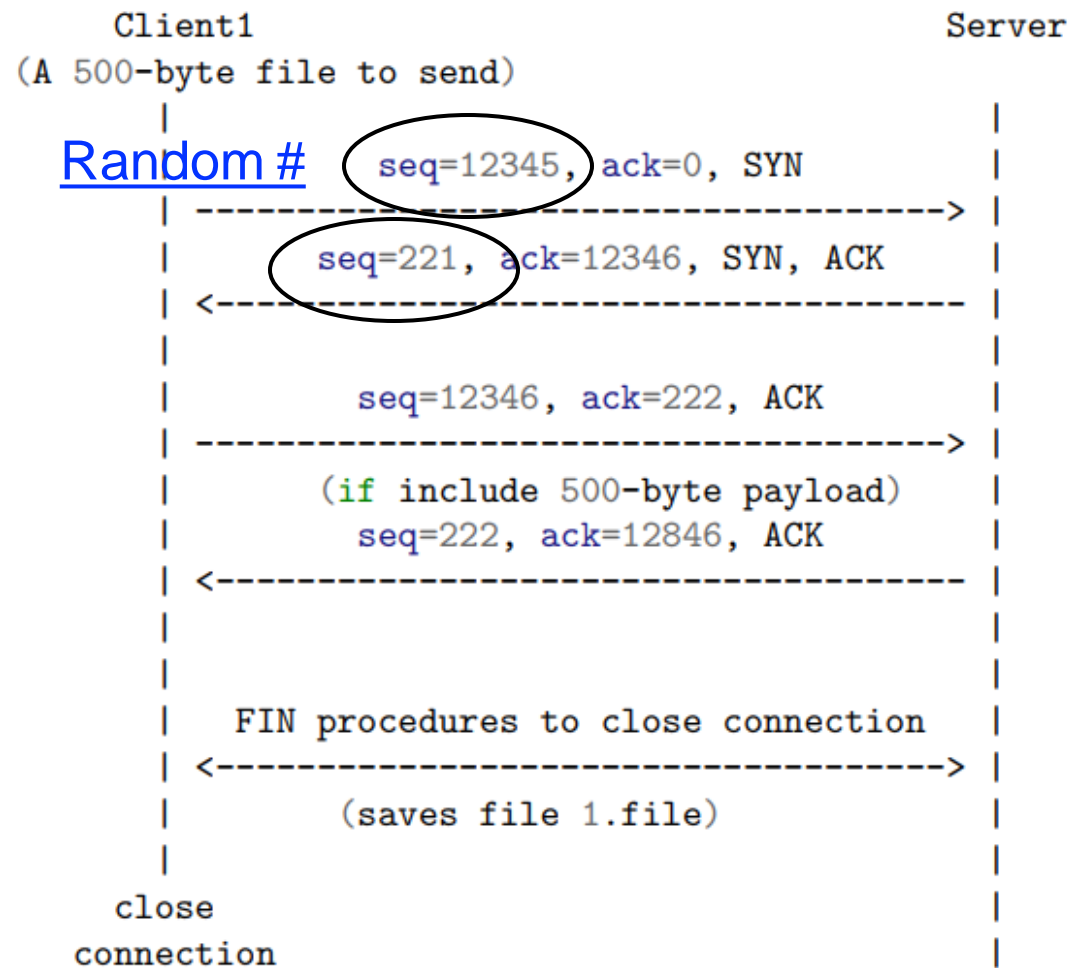 Client1 Server
(A 500-byte file to send)
Random # seq=12345, ack=0, SYN
seq=221, ack=12346, SYN, ACK
seq=12346, ack=222, ACK
(if include 500-byte payload)
seq=222, ack=12846, ACK
FIN procedures to close connection
(saves file 1.file)
close
connection